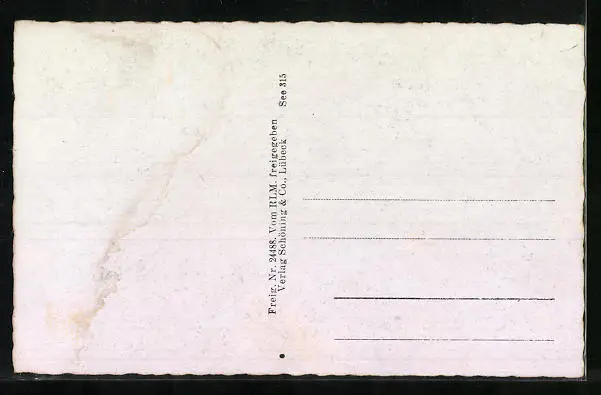 Freig. Nr. 24488. Vom RLM. freigegeben
Verlag Schöning & Co., Lübeck See 315